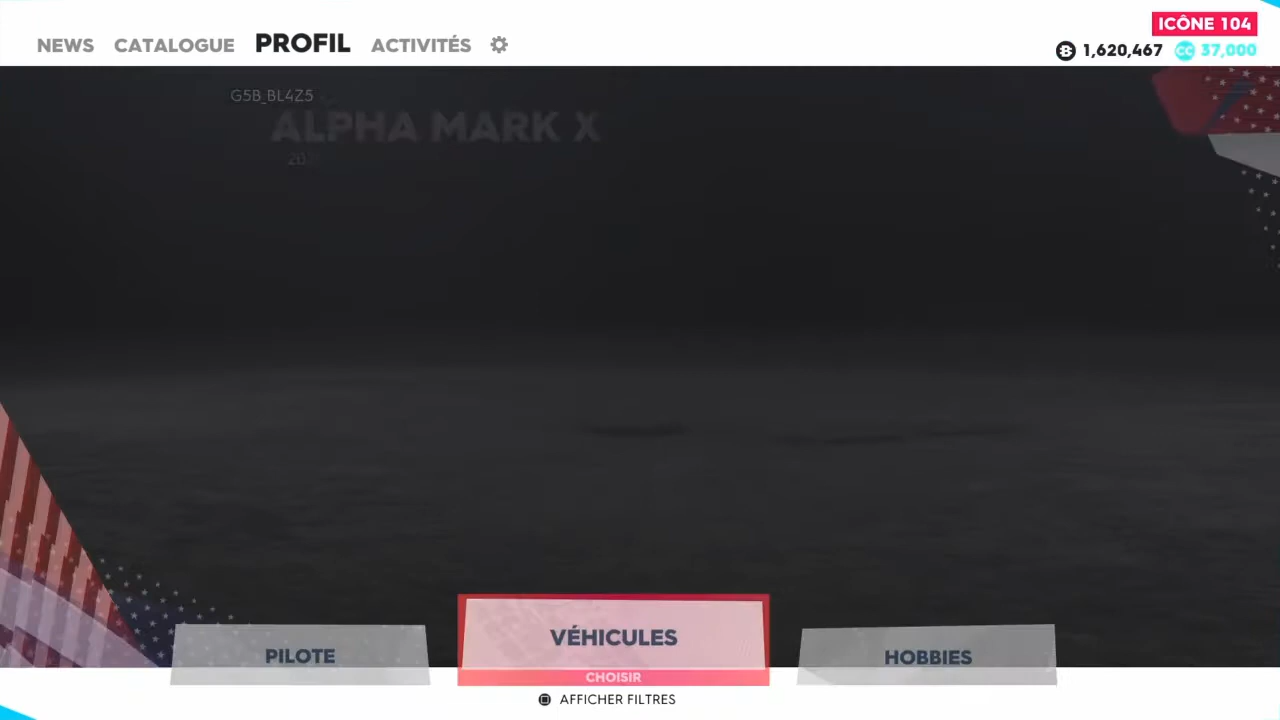 ICÔNE 104
NEWS CATALOGUE PROFIL ACTIVITÉS
1,620,467 CC 37,000
G5B_BL4Z5
ALPHA MARK X
PILOTE
VÉHICULES
HOBBIES
CHOISIR
AFFICHER FILTRES